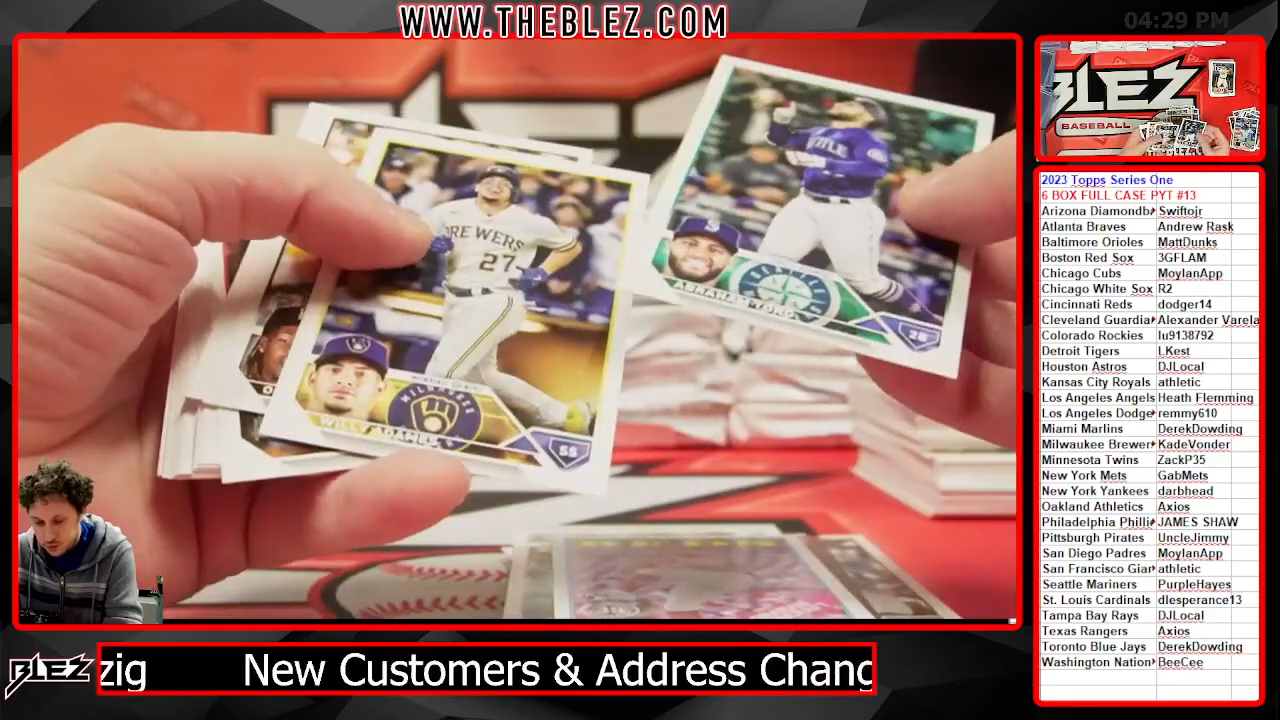 WWW.THEBLEZ.COM
04:29 PM
BREWERS
27
ABRAHAM TORO
28
MILWAUKEE
WILLY ADAMES
SS
BLEZ
BASEBALL
2023 Topps Series One
6 BOX FULL CASE PYT #13
Arizona Diamondba Swiftojr
Atlanta Braves Andrew Rask
Baltimore Orioles MattDunks
Boston Red Sox 3GFLAM
Chicago Cubs MoylanApp
Chicago White Sox R2
Cincinnati Reds dodger14
Cleveland Guardia Alexander Varela
Colorado Rockies lu9138792
Detroit Tigers LKest
Houston Astros DJLocal
Kansas City Royals athletic
Los Angeles Angels Heath Flemming
Los Angeles Dodge remmy610
Miami Marlins DerekDowding
Milwaukee Brewer KadeVonder
Minnesota Twins ZackP35
New York Mets GabMets
New York Yankees darbhead
Oakland Athletics Axios
Philadelphia Philli JAMES SHAW
Pittsburgh Pirates UncleJimmy
San Diego Padres MoylanApp
San Francisco Gian athletic
Seattle Mariners PurpleHayes
St. Louis Cardinals dlesperance13
Tampa Bay Rays DJLocal
Texas Rangers Axios
Toronto Blue Jays DerekDowding
Washington Nation BeeCee
BLEZ
zig New Customers & Address Chang